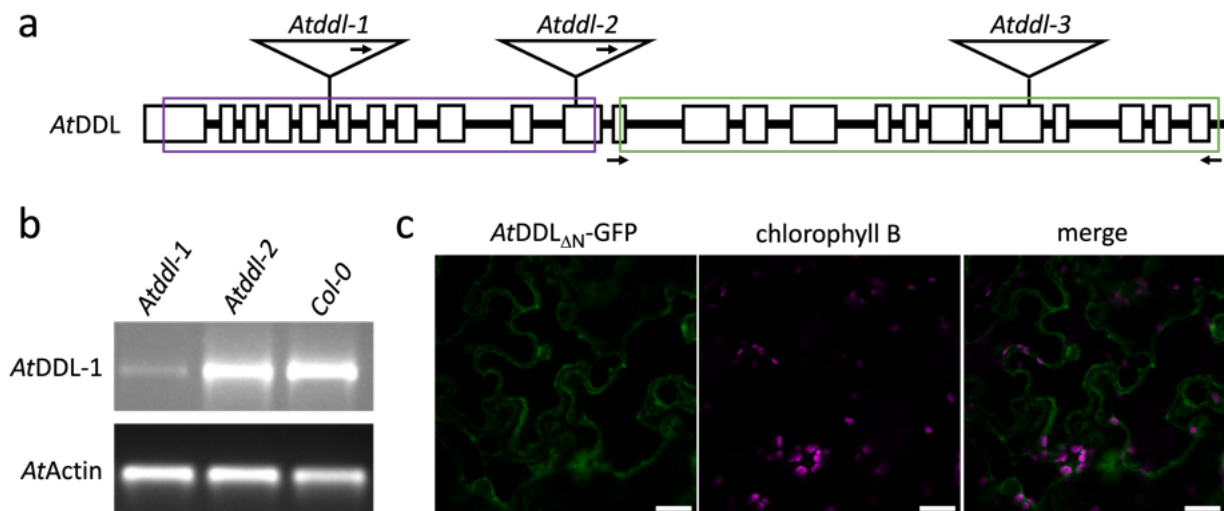 a
Atddl-1 Atddl-2 Atddl-3
AtDDL
b
Atddl-1 Atddl-2 Col-0
AtDDL-1
AtActin
c
AtDDLΔN-GFP chlorophyll B merge